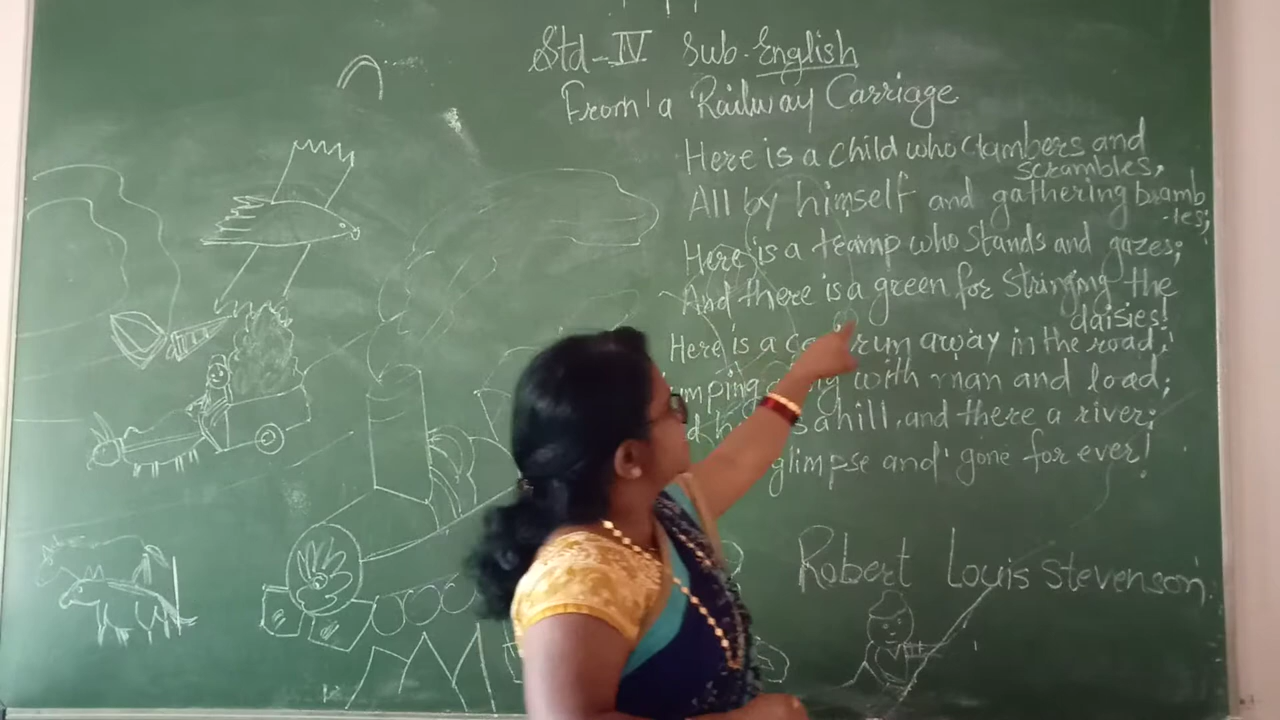 Std-IV Sub-English
From a Railway Carriage
Here is a child who clambers and
scrambles,
All by himself and gathering bramb
les;
Here is a teamp who stands and gazes;
And there is a green for stringing the
daisies!
Here is a run away in the road;
with man and load;
a hill, and there a river;
glimpse and gone for ever!
Robert Louis Stevenson.